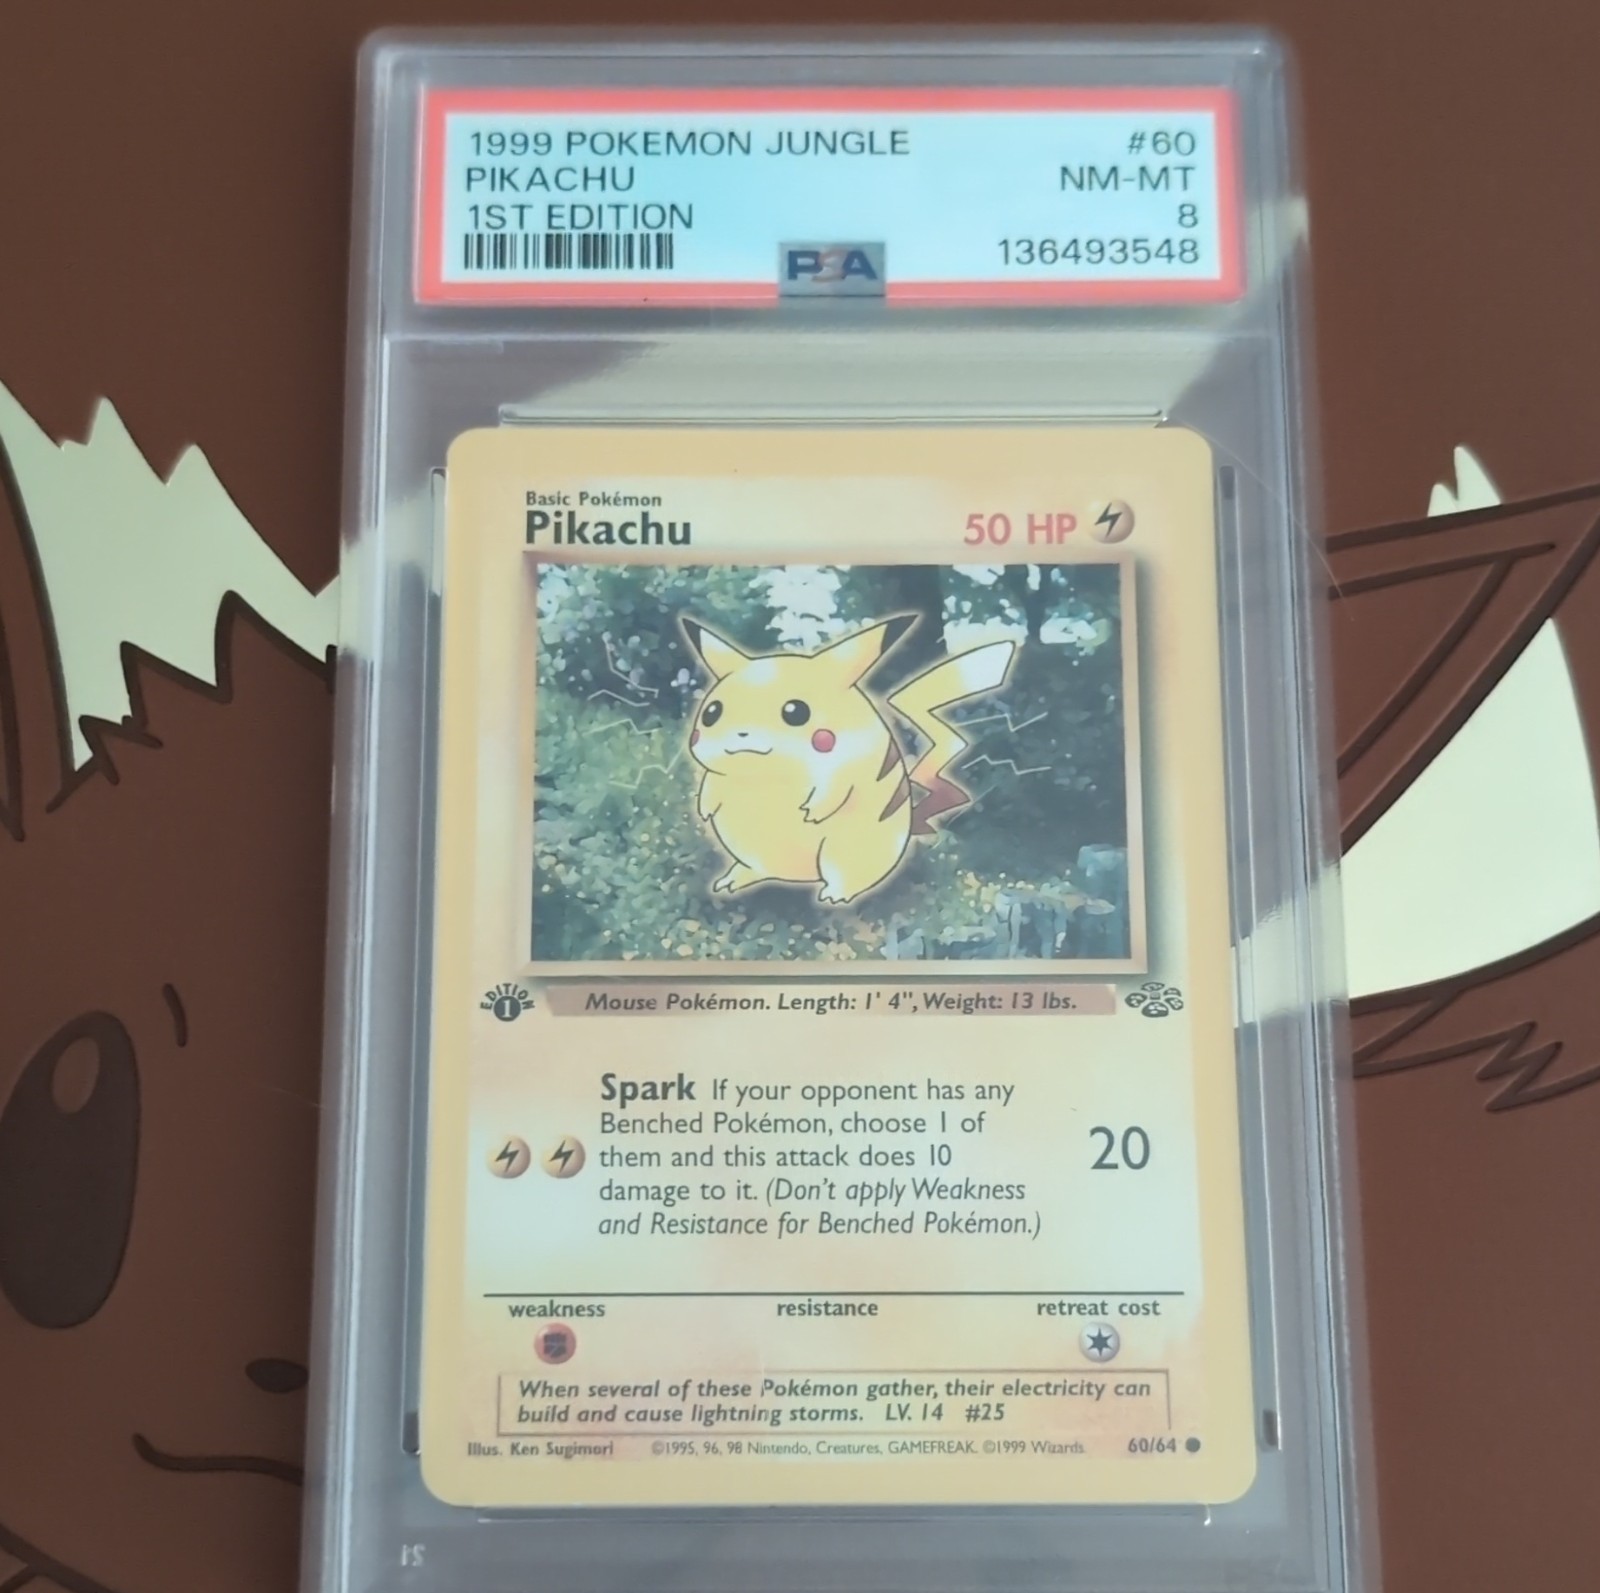 1999 POKEMON JUNGLE #60
PIKACHU NM-MT
1ST EDITION 8
136493548
PSA
Basic Pokémon
Pikachu 50 HP
EDITION 1
Mouse Pokémon. Length: 1' 4", Weight: 13 lbs.
Spark If your opponent has any
Benched Pokémon, choose 1 of
them and this attack does 10 20
damage to it. (Don't apply Weakness
and Resistance for Benched Pokémon.)
weakness resistance retreat cost
When several of these Pokémon gather, their electricity can
build and cause lightning storms. LV. 14 #25
Illus. Ken Sugimori ©1995, 96, 98 Nintendo, Creatures, GAMEFREAK. ©1999 Wizards. 60/64